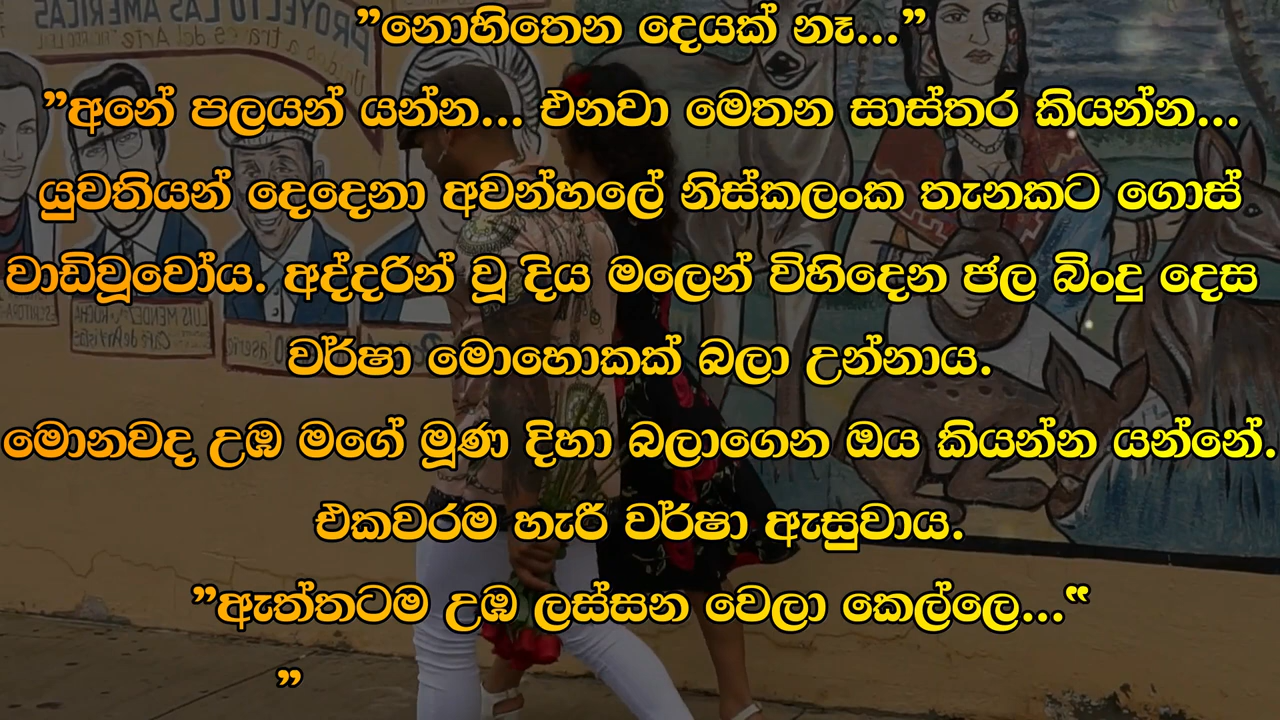 ”නොහිතෙන දෙයක් නෑ...”
”අනේ පලයන් යන්න... එනවා මෙතන සාස්තර කියන්න...
යුවතියන් දෙදෙනා අවන්හලේ නිස්කලංක තැනකට ගොස්
වාඩිවූවෝය. අද්දරින් වූ දිය මලෙන් විහිදෙන ජල බිංදු දෙස
වර්ෂා මොහොකක් බලා උන්නාය.
මොනවද උඹ මගේ මූණ දිහා බලාගෙන ඔය කියන්න යන්නේ.
එකවරම හැරී වර්ෂා ඇසුවාය.
”ඇත්තටම උඹ ලස්සන වෙලා කෙල්ලෙ...“
”